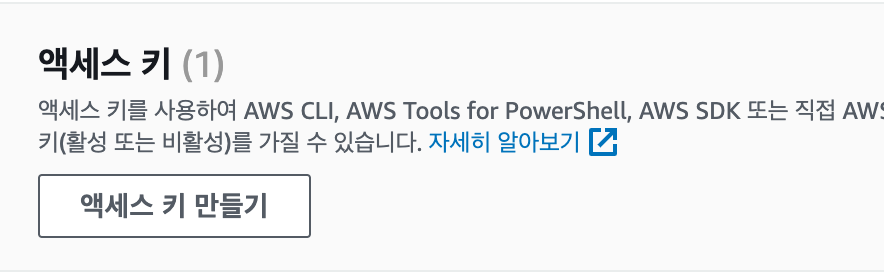 액세스 키 (1)
액세스 키를 사용하여 AWS CLI, AWS Tools for PowerShell, AWS SDK 또는 직접 AWS
키(활성 또는 비활성)를 가질 수 있습니다. 자세히 알아보기
액세스 키 만들기